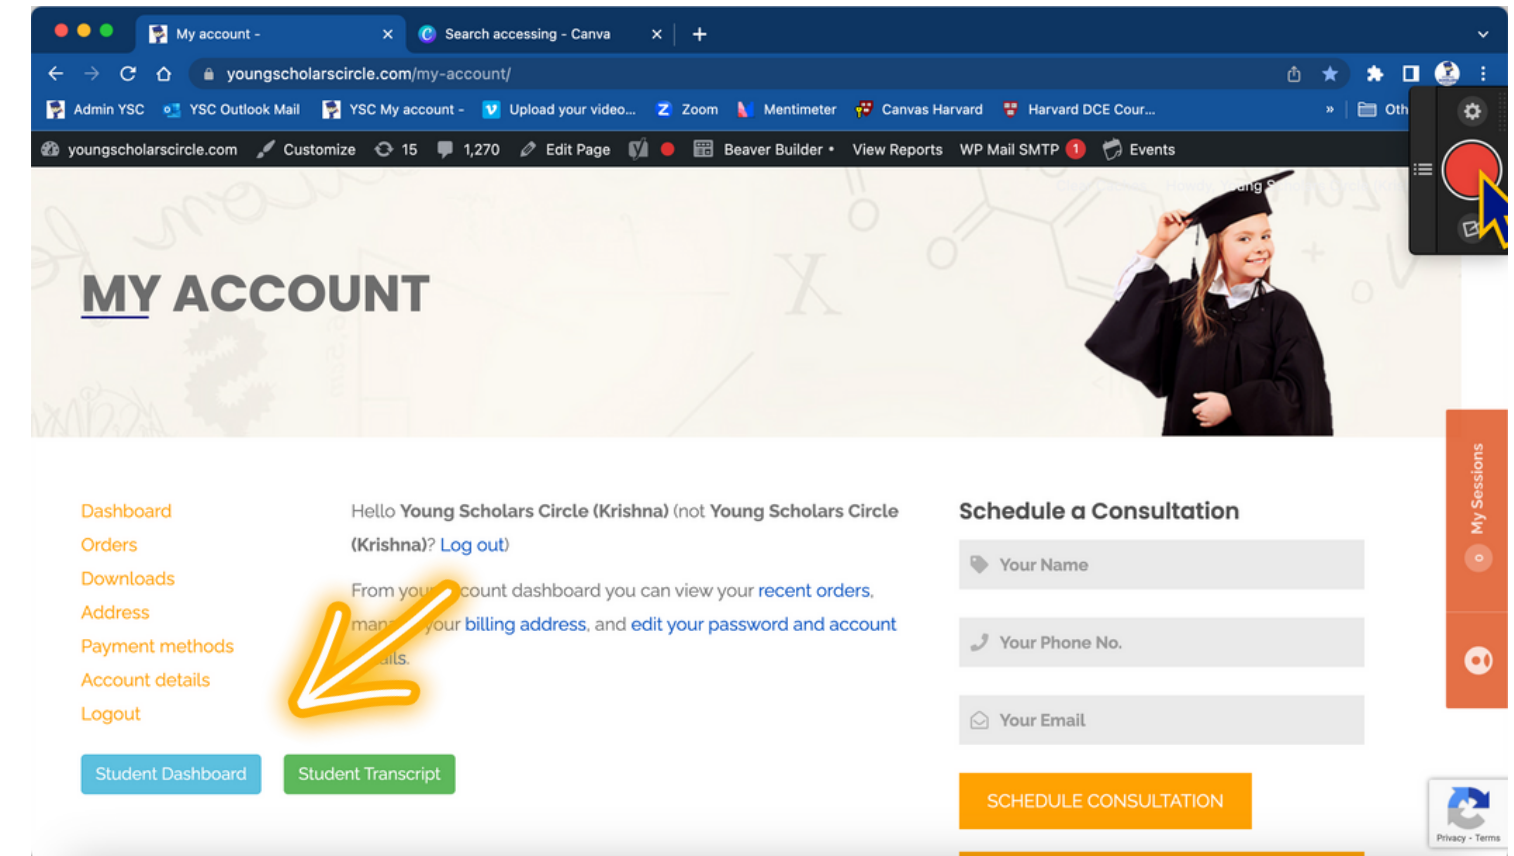 My account -
Search accessing - Canva
youngscholarscircle.com/my-account/
Admin YSC YSC Outlook Mail YSC My account - Upload your video... Zoom Mentimeter Canvas Harvard Harvard DCE Cour... » Oth
youngscholarscircle.com Customize 15 1,270 Edit Page Beaver Builder • View Reports WP Mail SMTP 1 Events
MY ACCOUNT
Dashboard
Orders
Downloads
Address
Payment methods
Account details
Logout
Student Dashboard
Student Transcript
Hello Young Scholars Circle (Krishna) (not Young Scholars Circle
(Krishna)? Log out)
From your account dashboard you can view your recent orders,
your billing address, and edit your password and account
Schedule a Consultation
Your Name
Your Phone No.
Your Email
SCHEDULE CONSULTATION
My Sessions
0
Privacy - Terms